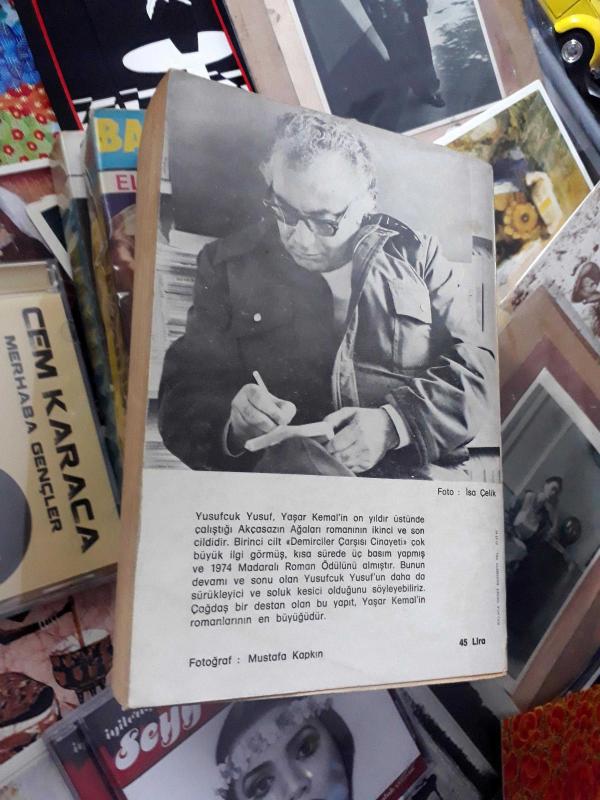 BA
EL
CEM KARACA
MERHABA GENÇLER
Foto : İsa Çelik
Yusufcuk Yusuf, Yaşar Kemal'in on yıldır üstünde
çalıştığı Akçasazın Ağaları romanının ikinci ve son
cildidir. Birinci cilt «Demirciler Çarşısı Cinayeti» çok
büyük ilgi görmüş, kısa sürede üç basım yapmış
ve 1974 Madaralı Roman Ödülünü almıştır. Bunun
devamı ve sonu olan Yusufcuk Yusuf'un daha da
sürükleyici ve soluk kesici olduğunu söyleyebiliriz.
Çağdaş bir destan olan bu yapıt, Yaşar Kemal'in
romanlarının en büyüğüdür.
45 Lira
Fotoğraf : Mustafa Kapkın